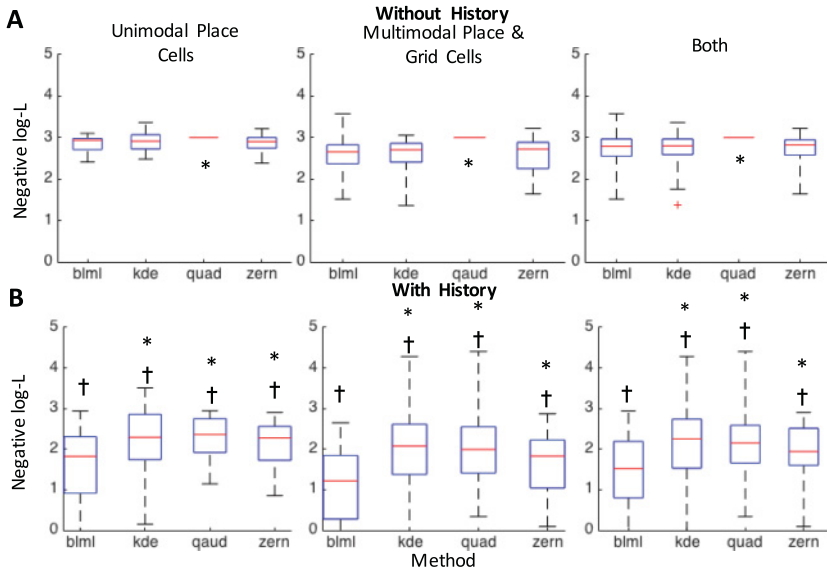 A
Without History
Unimodal Place
Cells
Multimodal Place &
Grid Cells
Both
Negative log-L
5
4
3
2
1
0
*
blml kde quad zern
5
4
3
2
1
0
*
blml kde qaud zern
5
4
3
2
1
0
*
+
blml kde quad zern
B
With History
Negative log-L
5
4
3
2
1
0
* * *
† † † †
blml kde qaud zern
5
4
3
2
1
0
* * *
† † † †
blml kde quad zern
5
4
3
2
1
0
* * *
† † † †
blml kde quad zern
Method